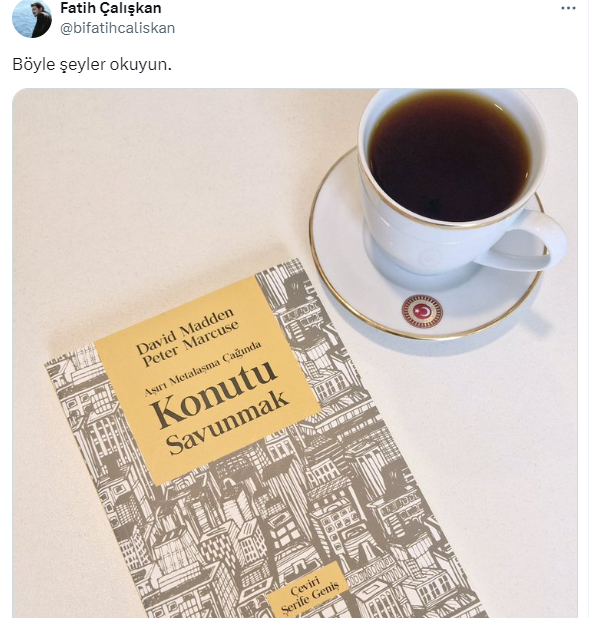 Fatih Çalışkan
@bifatihcaliskan
Böyle şeyler okuyun.
David Madden
Peter Marcuse
Aşırı Metalaşma Çağında
Konutu
Savunmak
Çeviri
Şerife Geniş